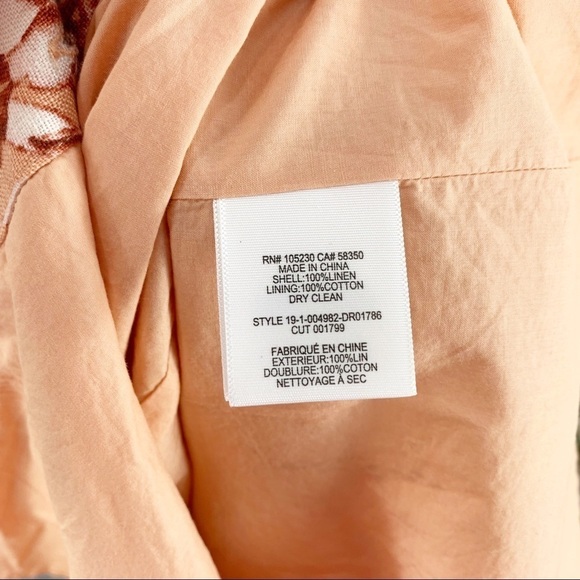 RN# 105230 CA# 58350
MADE IN CHINA
SHELL:100%LINEN
LINING:100%COTTON
DRY CLEAN
STYLE 19-1-004982-DR01786
CUT 001799
FABRIQUÉ EN CHINE
EXTERIEUR:100%LIN
DOUBLURE:100%COTON
NETTOYAGE À SEC